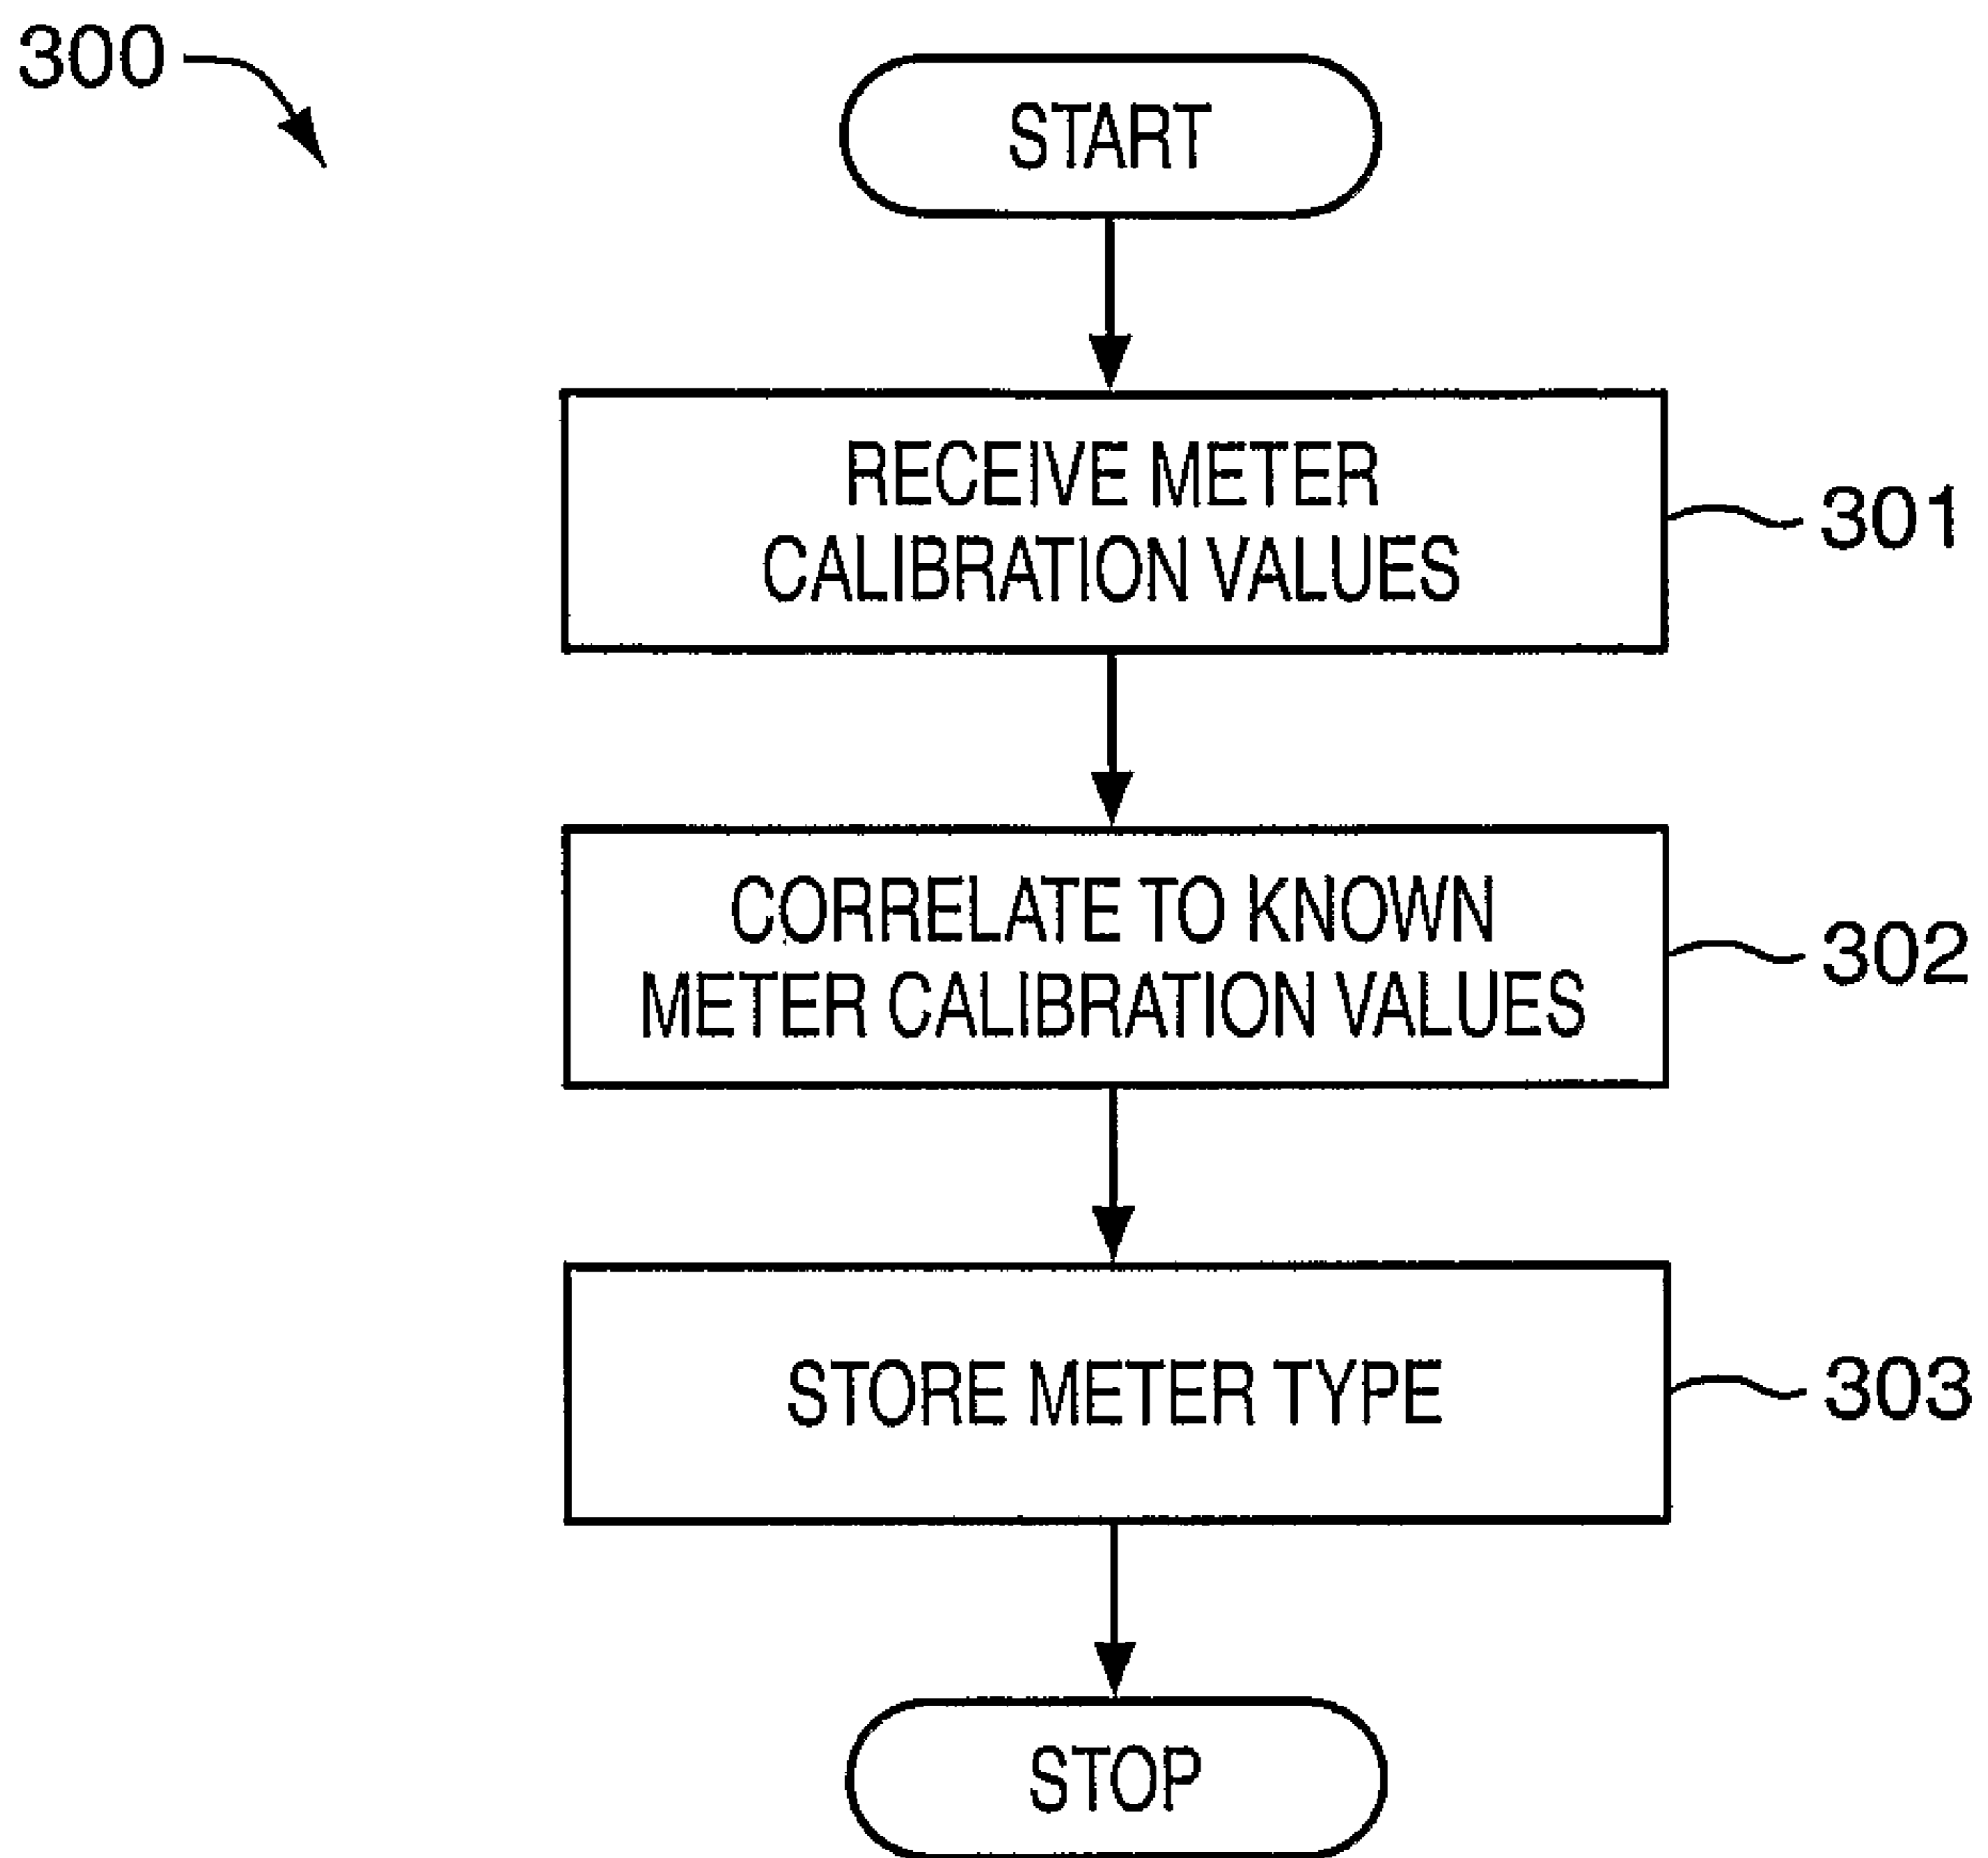 300
START
RECEIVE METER
CALIBRATION VALUES
301
CORRELATE TO KNOWN
METER CALIBRATION VALUES
302
STORE METER TYPE
303
STOP